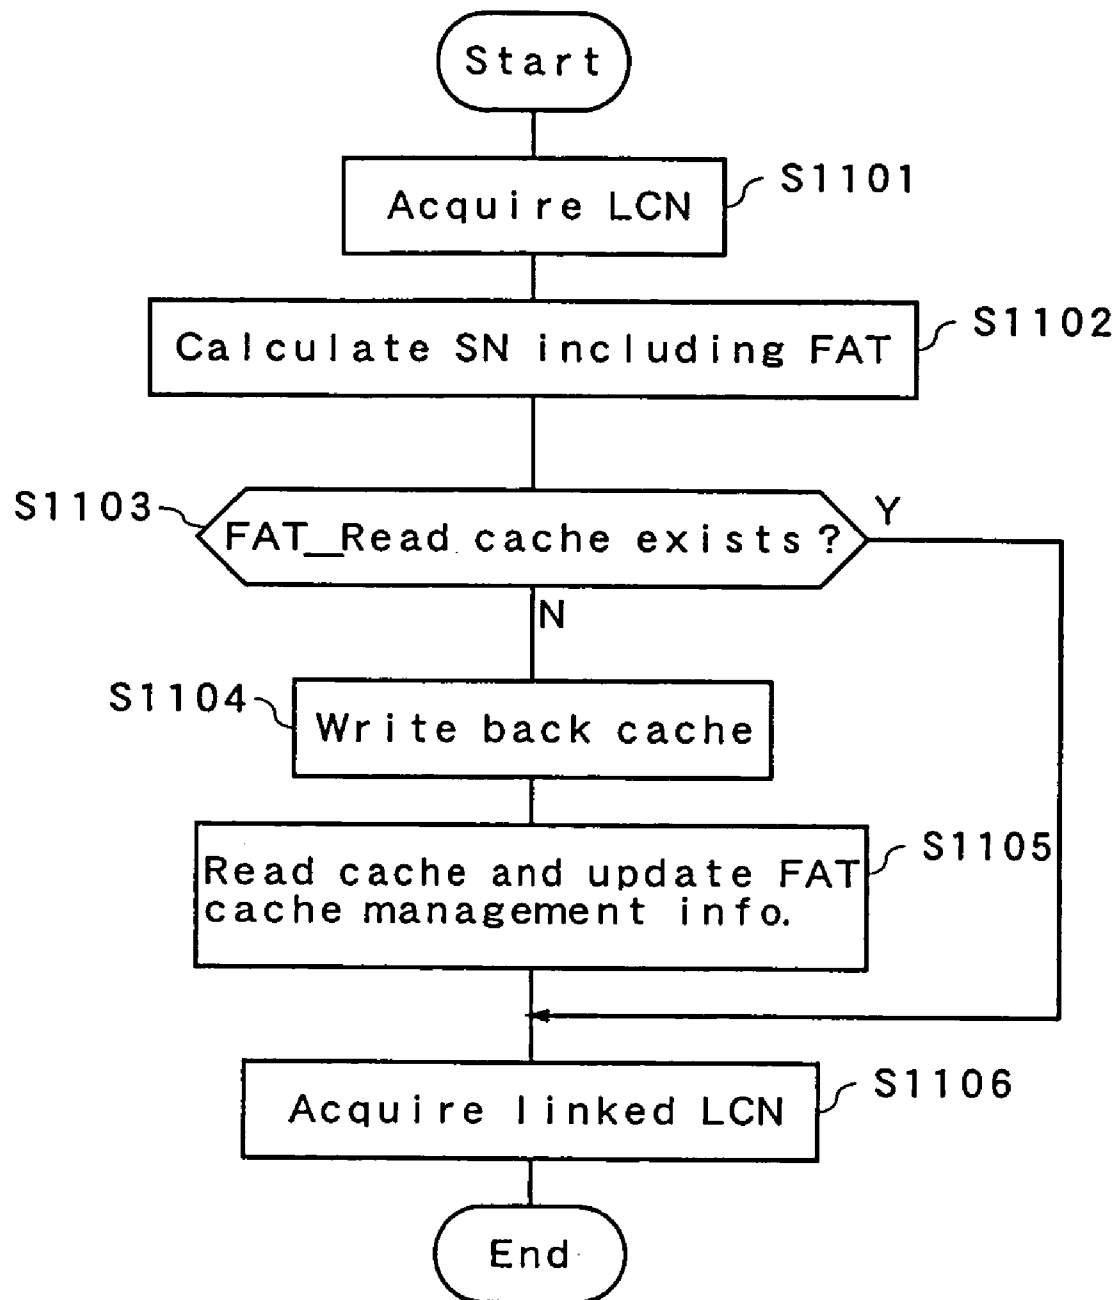 Start
Acquire LCN
S1101
Calculate SN including FAT
S1102
S1103
FAT_Read cache exists?
Y
N
S1104
Write back cache
Read cache and update FAT
cache management info.
S1105
Acquire linked LCN
S1106
End